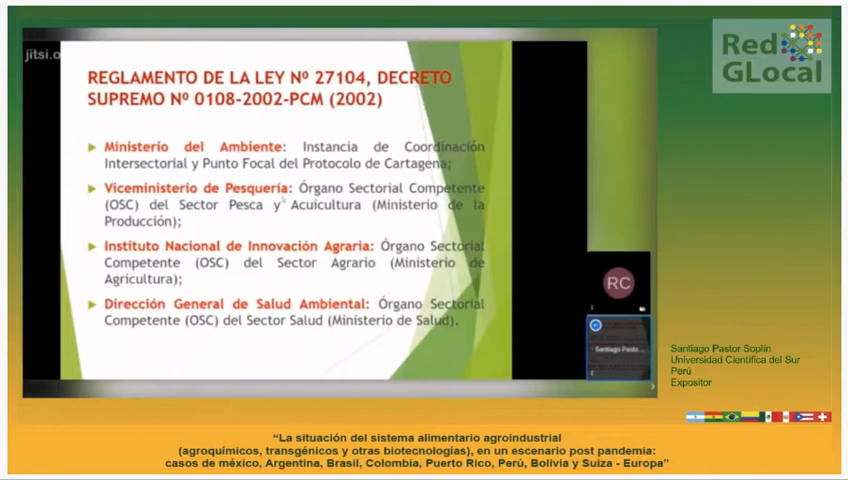 Red
GLocal
jitsi.o
REGLAMENTO DE LA LEY Nº 27104, DECRETO
SUPREMO Nº 0108-2002-PCM (2002)
Ministerio del Ambiente: Instancia de Coordinación
Intersectorial y Punto Focal del Protocolo de Cartagena;
Viceministerio de Pesquería: Órgano Sectorial Competente
(OSC) del Sector Pesca y Acuicultura (Ministerio de la
Producción);
Instituto Nacional de Innovación Agraria: Órgano Sectorial
Competente (OSC) del Sector Agrario (Ministerio de
Agricultura);
Dirección General de Salud Ambiental: Órgano Sectorial
Competente (OSC) del Sector Salud (Ministerio de Salud).
RC
Santiago Pasto...
Santiago Pastor Soplín
Universidad Científica del Sur
Perú
Expositor
“La situación del sistema alimentario agroindustrial
(agroquímicos, transgénicos y otras biotecnologías), en un escenario post pandemia:
casos de méxico, Argentina, Brasil, Colombia, Puerto Rico, Perú, Bolivia y Suiza - Europa”